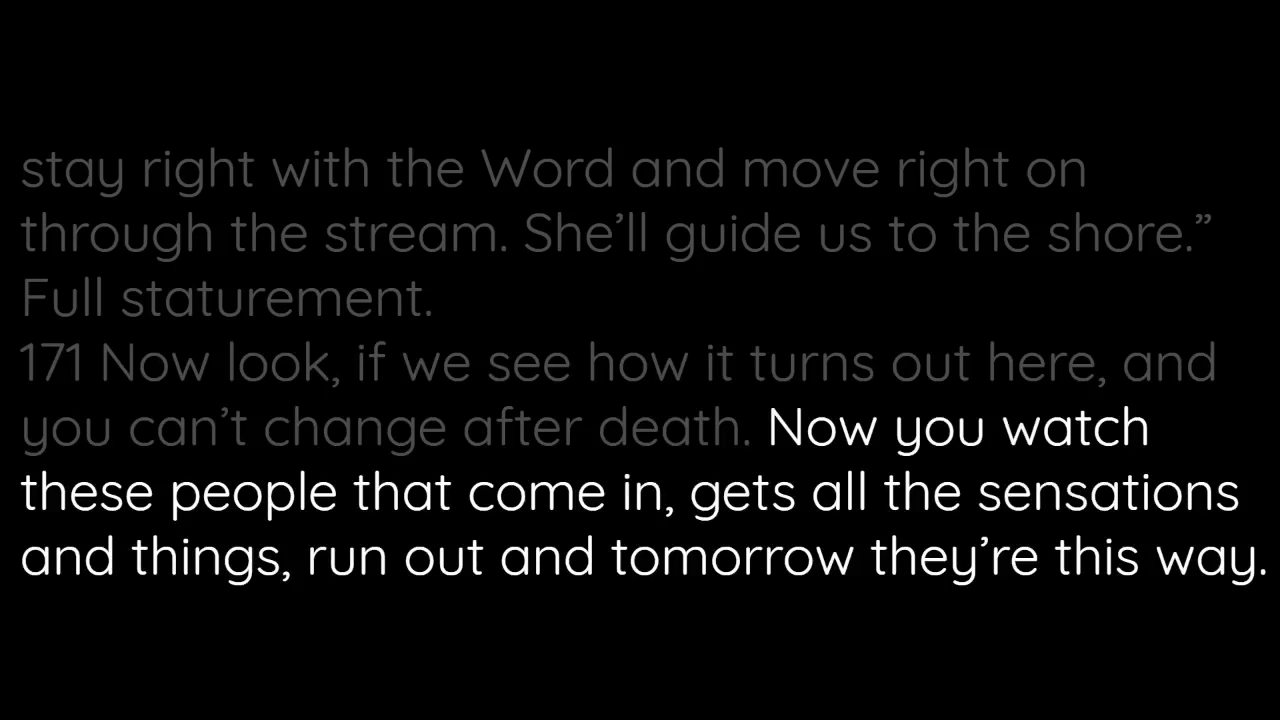 stay right with the Word and move right on
through the stream. She’ll guide us to the shore.”
Full staturement.
171 Now look, if we see how it turns out here, and
you can’t change after death. Now you watch
these people that come in, gets all the sensations
and things, run out and tomorrow they’re this way.